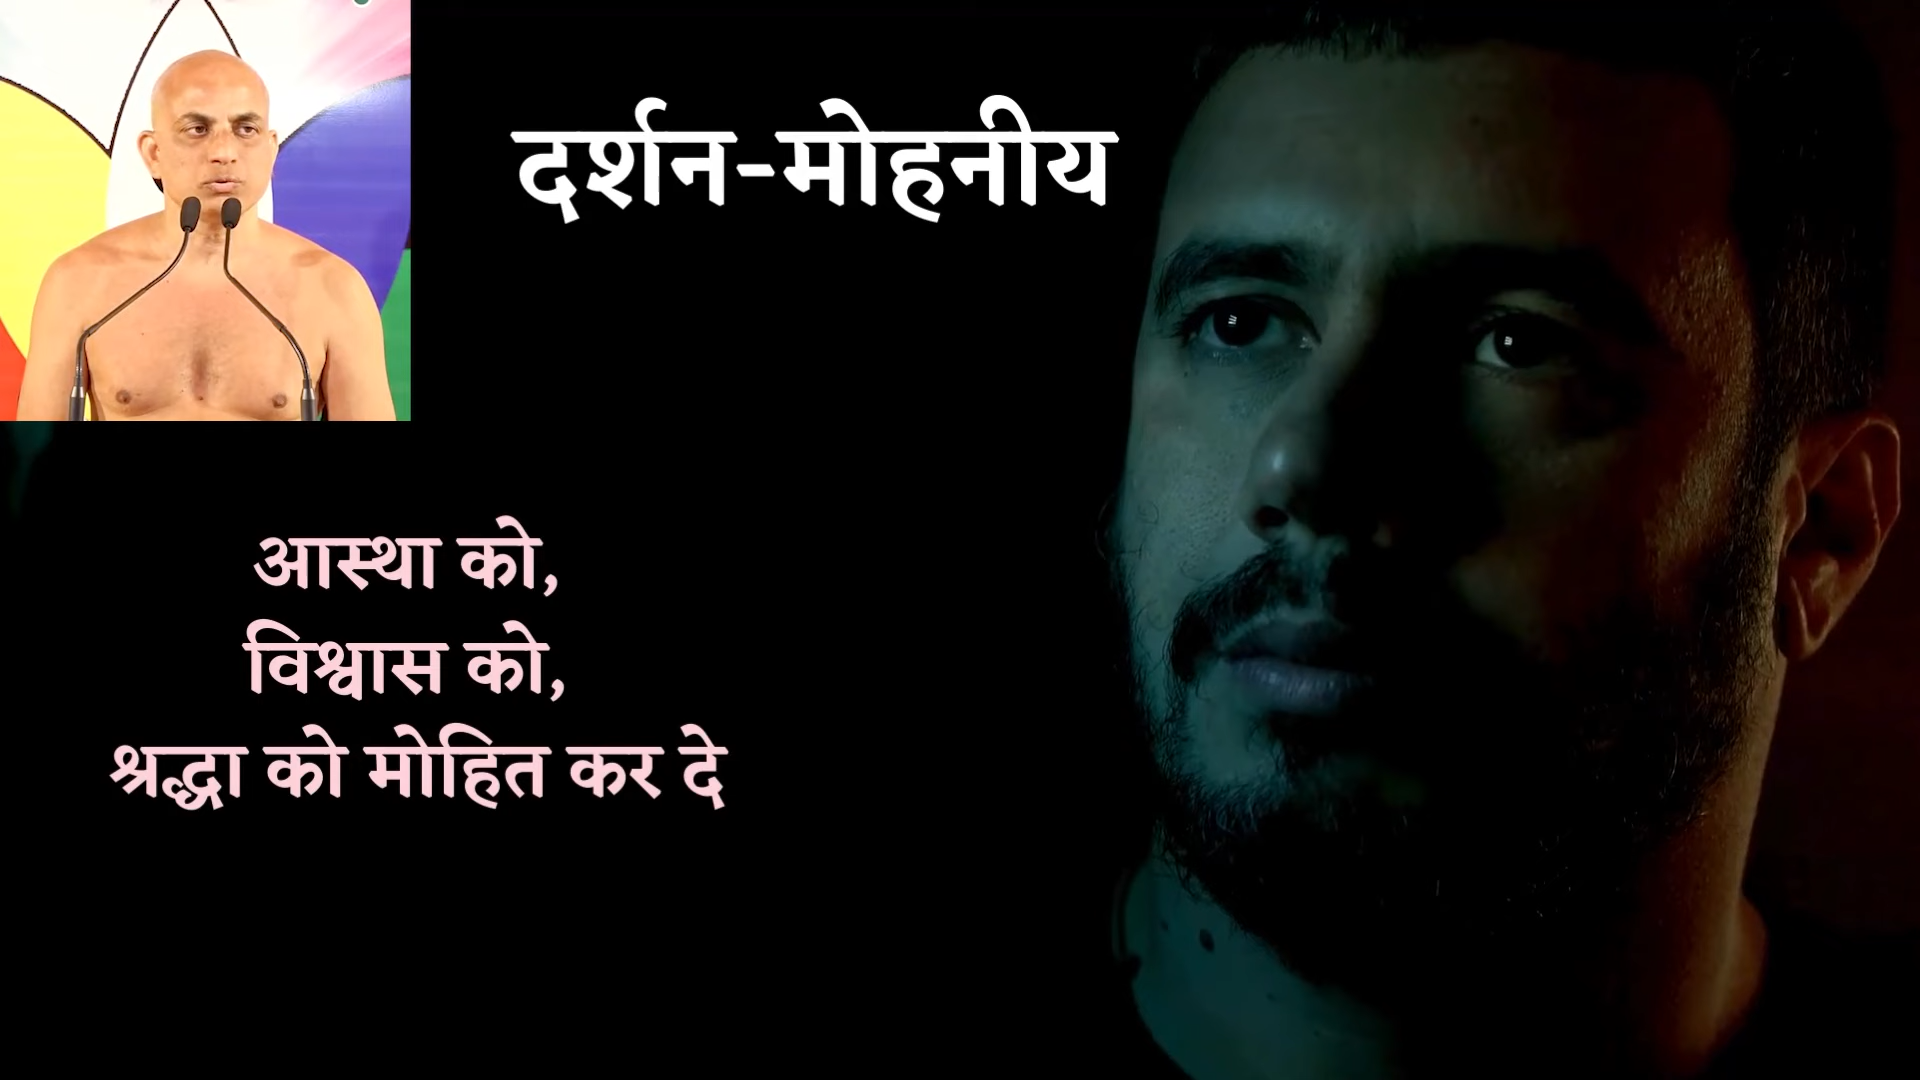 दर्शन-मोहनीय
आस्था को,
विश्वास को,
श्रद्धा को मोहित कर दे